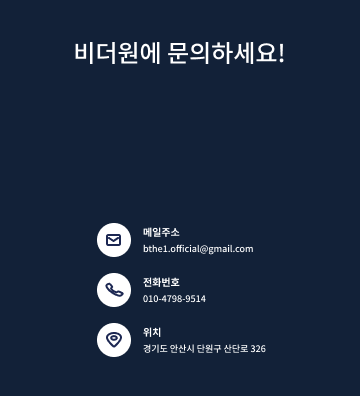 비더원에 문의하세요!
메일주소
bthe1.official@gmail.com
전화번호
010-4798-9514
위치
경기도 안산시 단원구 산단로 326